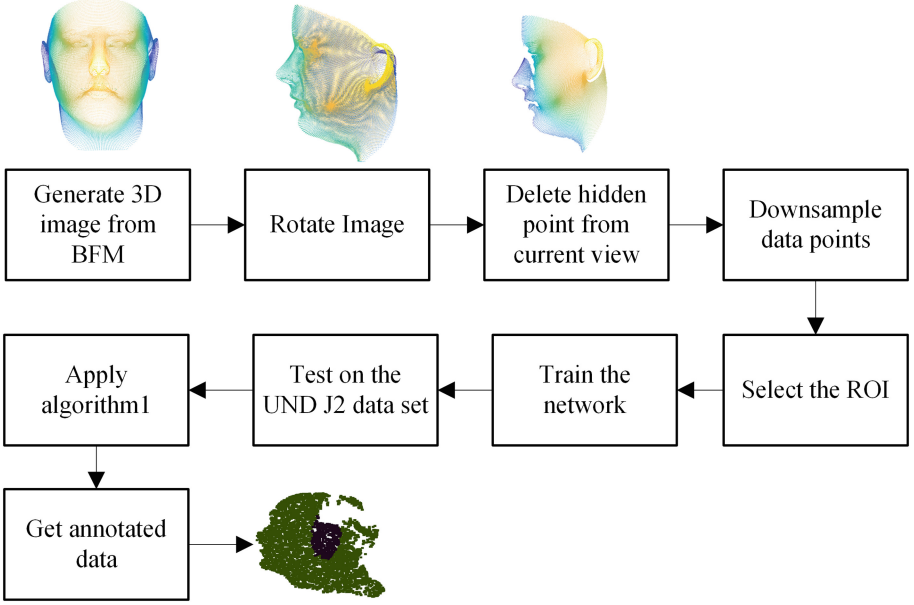 Generate 3D
image from
BFM
Rotate Image
Delete hidden
point from
current view
Downsample
data points
Select the ROI
Train the
network
Test on the
UND J2 data set
Apply
algorithm1
Get annotated
data